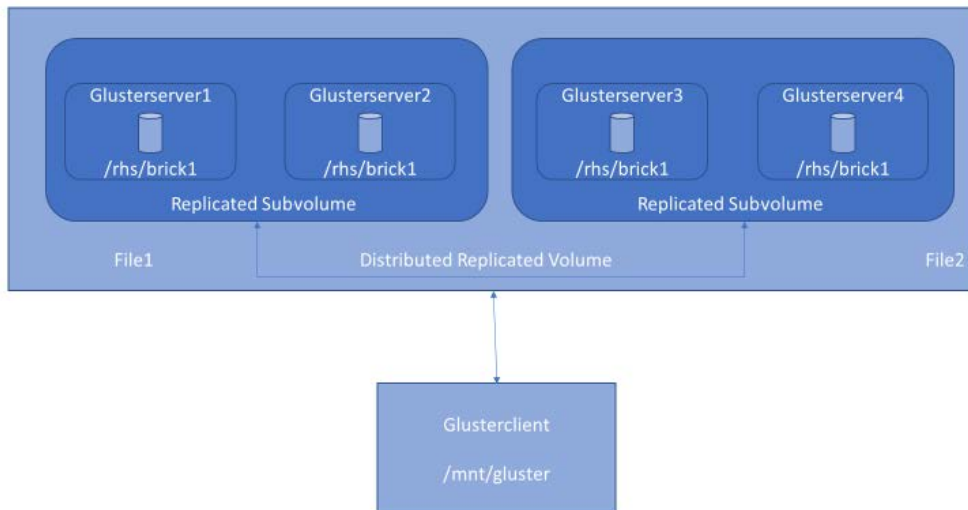 Glusterserver1
/rhs/brick1
Glusterserver2
/rhs/brick1
Replicated Subvolume
Glusterserver3
/rhs/brick1
Glusterserver4
/rhs/brick1
Replicated Subvolume
File1
Distributed Replicated Volume
File2
Glusterclient
/mnt/gluster